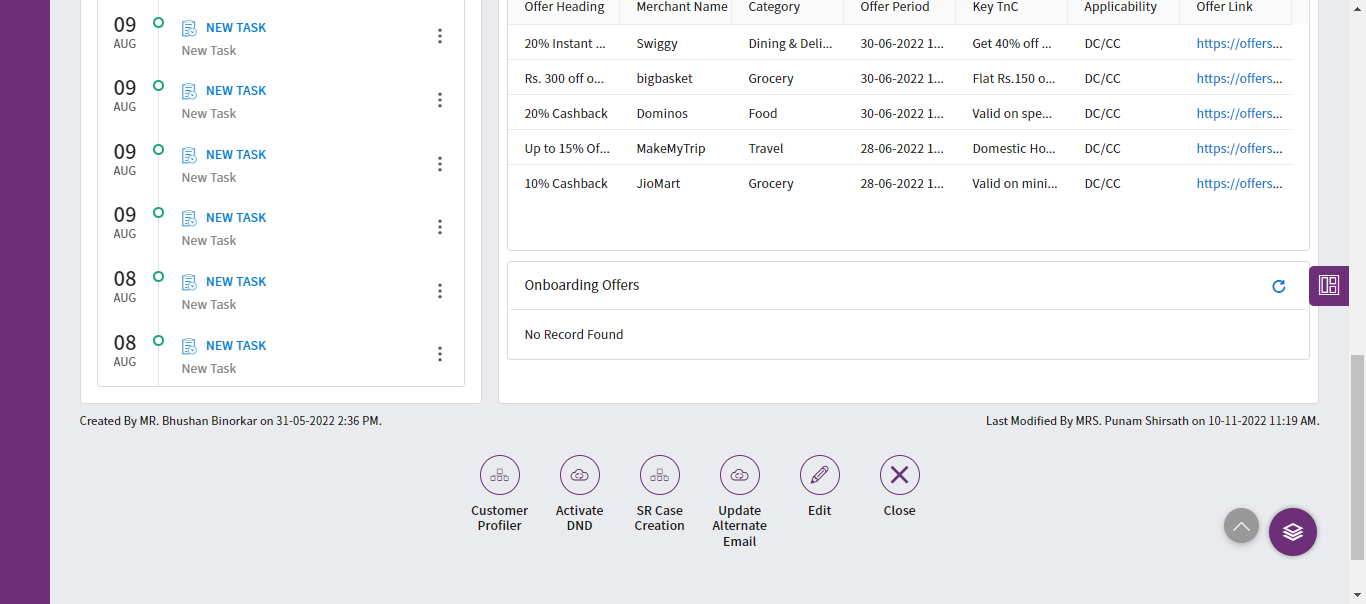 09
AUG
NEW TASK
New Task
09
AUG
NEW TASK
New Task
09
AUG
NEW TASK
New Task
09
AUG
NEW TASK
New Task
08
AUG
NEW TASK
New Task
08
AUG
NEW TASK
New Task
Offer Heading Merchant Name Category Offer Period Key TnC Applicability Offer Link
20% Instant ... Swiggy Dining & Deli... 30-06-2022 1... Get 40% off ... DC/CC https://offers...
Rs. 300 off o... bigbasket Grocery 30-06-2022 1... Flat Rs.150 o... DC/CC https://offers...
20% Cashback Dominos Food 30-06-2022 1... Valid on spe... DC/CC https://offers...
Up to 15% Of... MakeMyTrip Travel 28-06-2022 1... Domestic Ho... DC/CC https://offers...
10% Cashback JioMart Grocery 28-06-2022 1... Valid on mini... DC/CC https://offers...
Onboarding Offers
No Record Found
Created By MR. Bhushan Binorkar on 31-05-2022 2:36 PM.
Last Modified By MRS. Punam Shirsath on 10-11-2022 11:19 AM.
Customer
Profiler
Activate
DND
SR Case
Creation
Update
Alternate
Email
Edit
Close